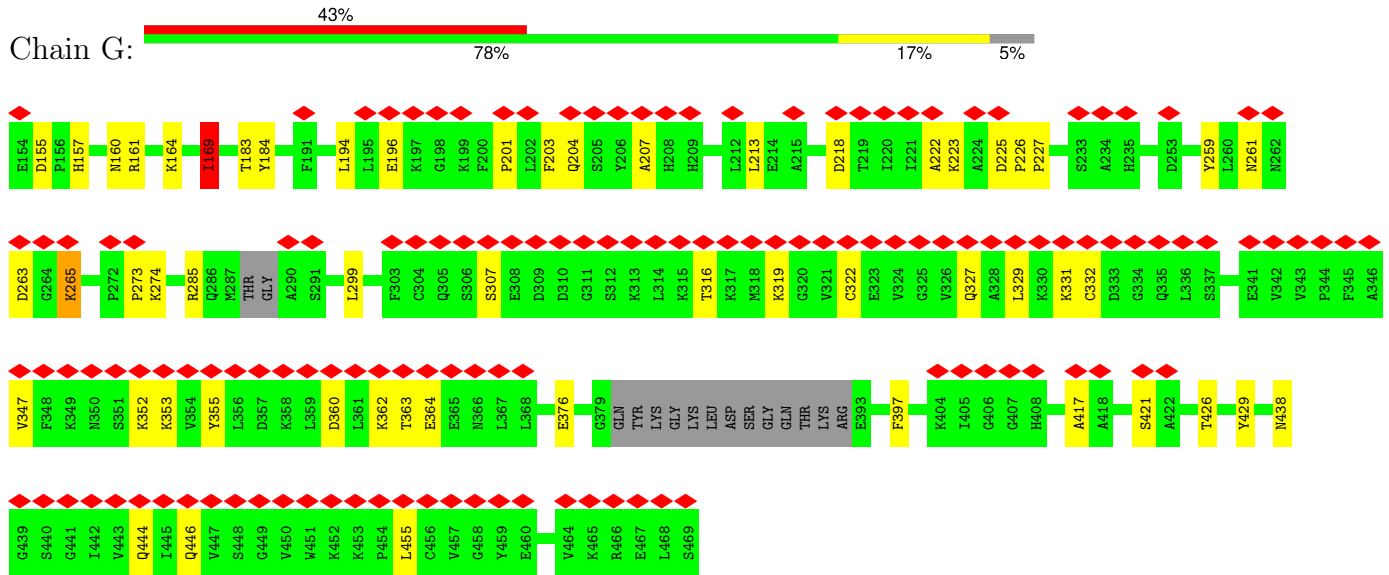 43%
Chain G:
78% 17% 5%
E154 D155 P156 H157 N160 R161 K164 I169 T183 Y184 F191 L194 L195 E196 K197 G198 K199 F200 P201 L202 F203 Q204 S205 Y206 A207 H208 H209 L212 L213 E214 A215 D218 T219 I220 I221 A222 K223 A224 D225 P226 P227 S233 A234 H235 D253 Y259 L260 N261 N262
D263 G264 K265 P272 P273 K274 R285 Q286 M287 THR GLY A290 S291 L299 F303 C304 Q305 S306 S307 E308 D309 D310 G311 S312 K313 L314 K315 T316 K317 M318 K319 G320 V321 C322 E323 V324 G325 V326 Q327 A328 L329 K330 K331 C332 D333 G334 Q335 L336 S337 E341 V342 V343 P344 F345 A346
V347 F348 K349 N350 S351 K352 K353 V354 Y355 L356 D357 K358 L359 D360 L361 K362 T363 E364 E365 N366 L367 L368 E376 G379 GLN TYR LYS GLY LYS LEU ASP SER GLY GLN THR LYS ARG E393 F397 K404 I405 G406 G407 H408 A417 A418 S421 A422 T426 Y429 N438
G439 S440 G441 I442 V443 Q444 I445 Q446 V447 S448 G449 V450 W451 K452 K453 P454 L455 C456 V457 G458 Y459 E460 V464 K465 R466 E467 L468 S469